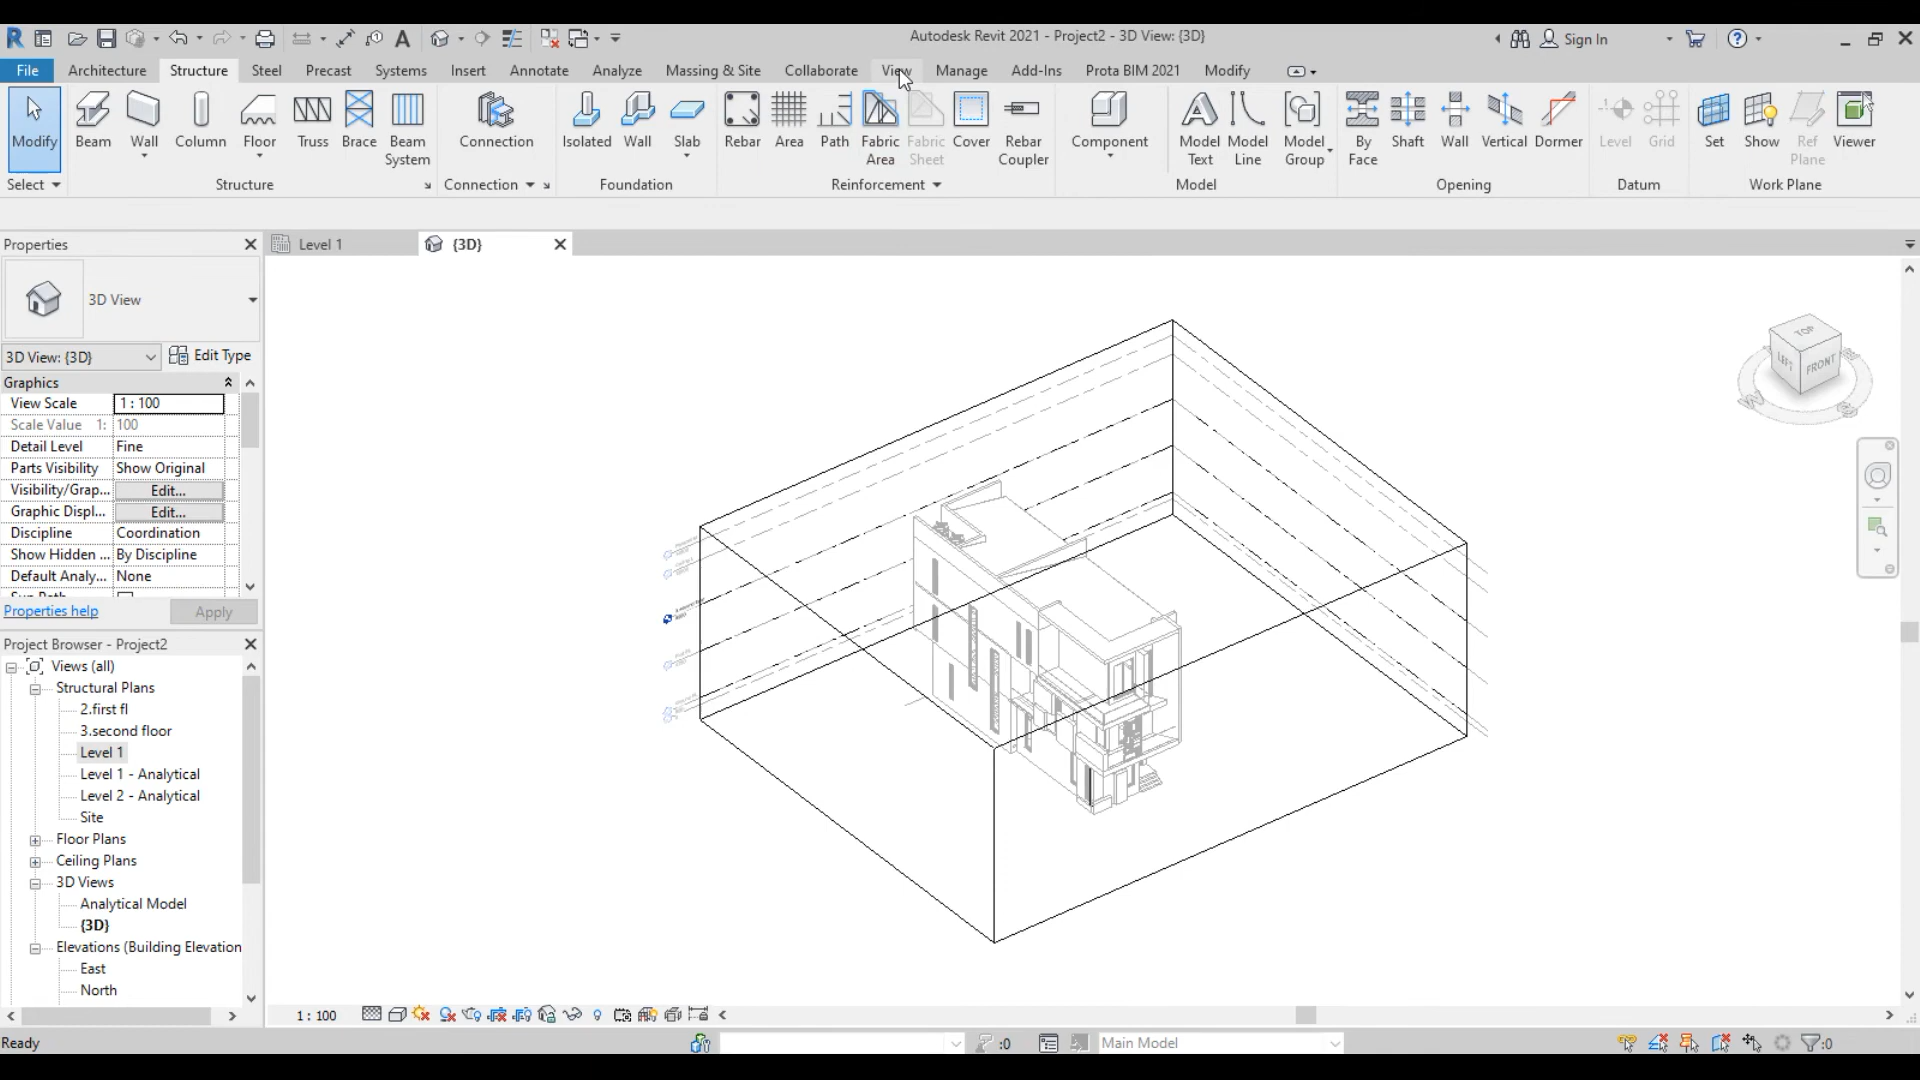 Autodesk Revit 2021 - Project2 - 3D View: {3D}
Sign In
File Architecture Structure Steel Precast Systems Insert Annotate Analyze Massing & Site Collaborate View Manage Add-Ins Prota BIM 2021 Modify
Modify Beam Wall Column Floor Truss Brace Beam System Connection Isolated Wall Slab Rebar Area Path Fabric Area Fabric Sheet Cover Rebar Coupler Component Model Text Model Line Model Group By Face Shaft Wall Vertical Dormer Level Grid Set Show Ref Plane Viewer
Select Structure Connection Foundation Reinforcement Model Opening Datum Work Plane
Properties
Level 1
{3D}
3D View
3D View: {3D}
Edit Type
Graphics
View Scale 1 : 100
Scale Value 1: 100
Detail Level Fine
Parts Visibility Show Original
Visibility/Grap... Edit...
Graphic Displ... Edit...
Discipline Coordination
Show Hidden ... By Discipline
Default Analy... None
Properties help
Apply
Project Browser - Project2
Views (all)
Structural Plans
2.first fl
3.second floor
Level 1
Level 1 - Analytical
Level 2 - Analytical
Site
Floor Plans
Ceiling Plans
3D Views
Analytical Model
{3D}
Elevations (Building Elevation
East
North
TOP
LEFT
FRONT
1 : 100
Ready
:0
Main Model
:0